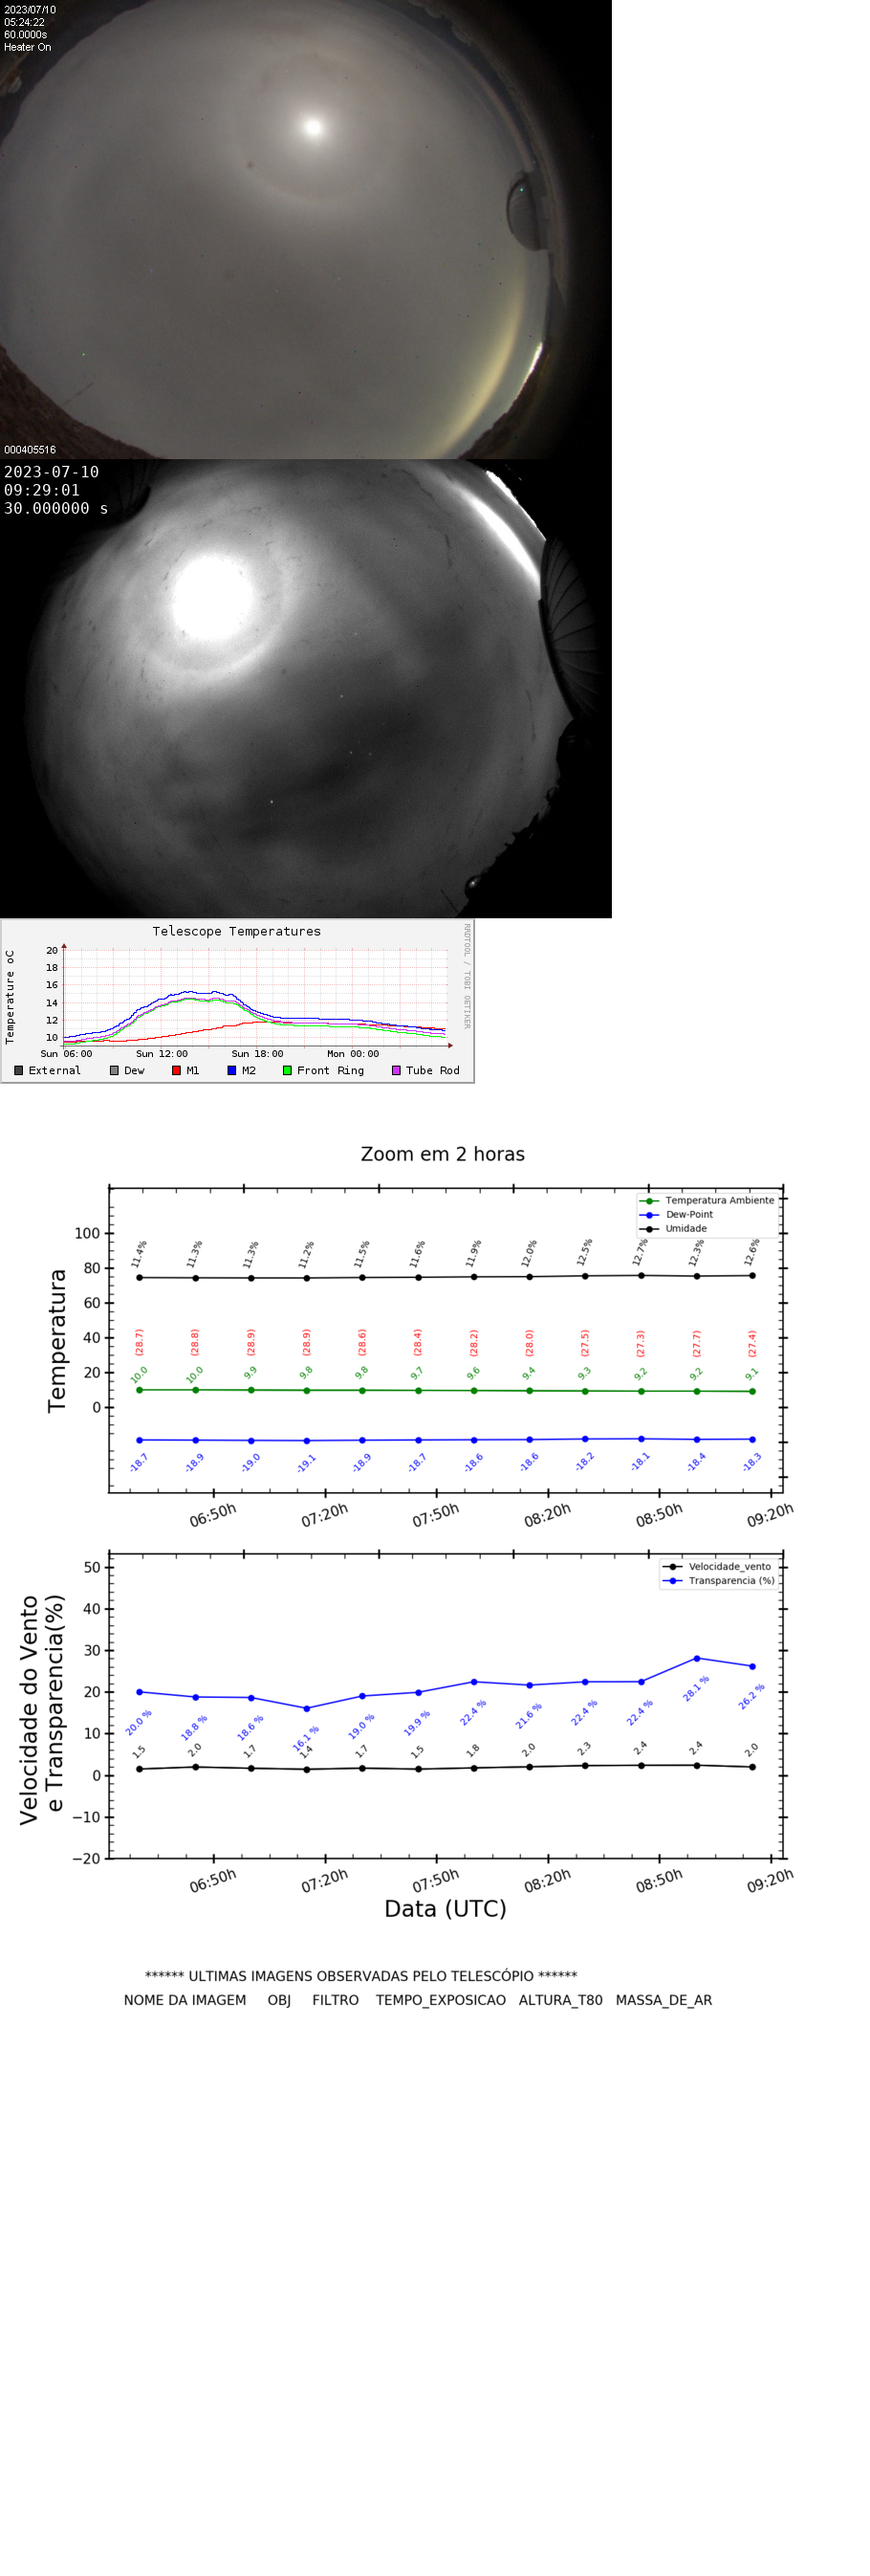 2023/07/10
05:24:22
60.0000s
Heater On
000405516
2023-07-10
09:29:01
30.000000 s
Telescope Temperatures
RRDTOOL / TOBI OETIKER
Temperature oC
20
18
16
14
12
10
Sun 06:00 Sun 12:00 Sun 18:00 Mon 00:00
External Dew M1 M2 Front Ring Tube Rod
Zoom em 2 horas
Temperatura Ambiente
Dew-Point
Umidade
Temperatura
100
80
60
40
20
0
11.4% 11.3% 11.3% 11.2% 11.5% 11.6% 11.9% 12.0% 12.5% 12.7% 12.3% 12.6%
(28.7) (28.8) (28.9) (28.9) (28.6) (28.4) (28.2) (28.0) (27.5) (27.3) (27.7) (27.4)
10.0 10.0 9.9 9.8 9.8 9.7 9.6 9.4 9.3 9.2 9.2 9.1
-18.7 -18.9 -19.0 -19.1 -18.9 -18.7 -18.6 -18.6 -18.2 -18.1 -18.4 -18.3
06:50h 07:20h 07:50h 08:20h 08:50h 09:20h
Velocidade_vento
Transparencia (%)
Velocidade do Vento
e Transparencia(%)
50
40
30
20
10
0
−10
−20
20.0 % 18.8 % 18.6 % 16.1 % 19.0 % 19.9 % 22.4 % 21.6 % 22.4 % 22.4 % 28.1 % 26.2 %
1.5 2.0 1.7 1.4 1.7 1.5 1.8 2.0 2.3 2.4 2.4 2.0
06:50h 07:20h 07:50h 08:20h 08:50h 09:20h
Data (UTC)
****** ULTIMAS IMAGENS OBSERVADAS PELO TELESCÓPIO ******
NOME DA IMAGEM OBJ FILTRO TEMPO_EXPOSICAO ALTURA_T80 MASSA_DE_AR